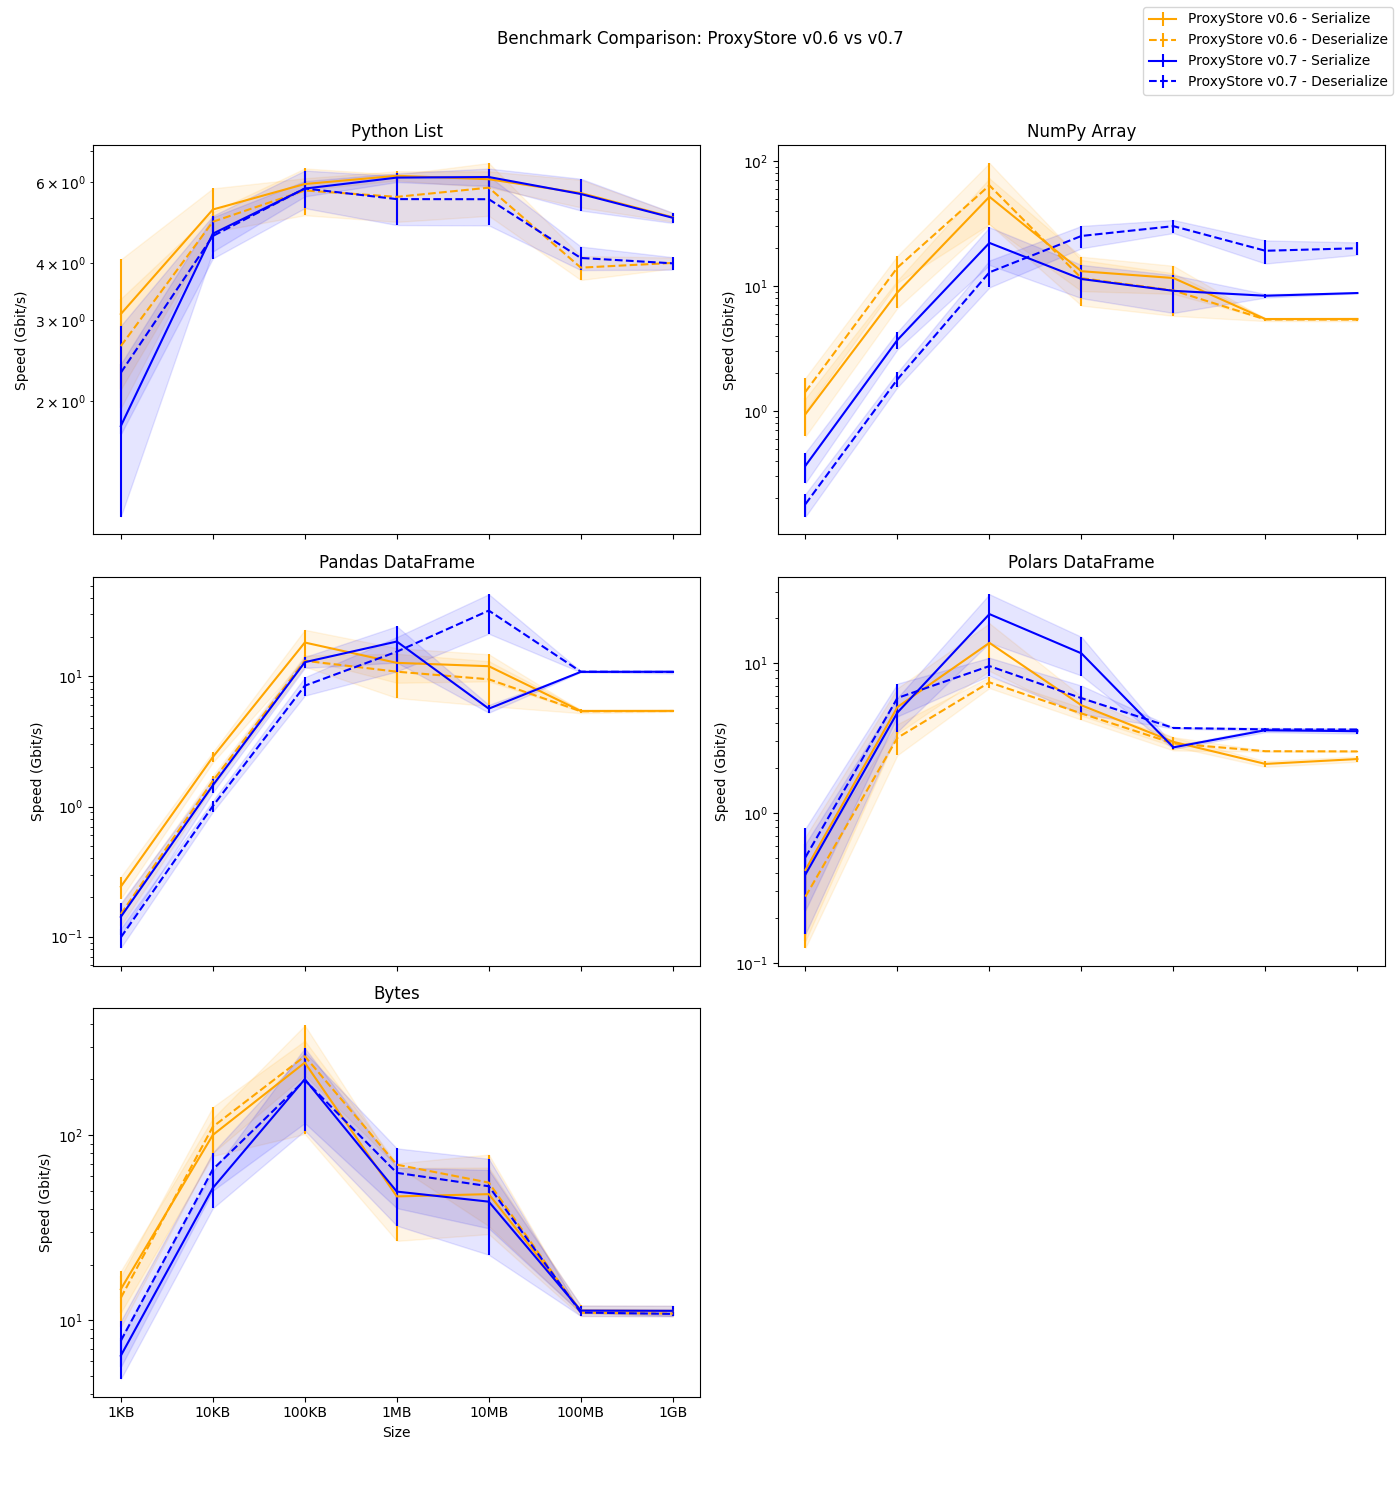 Benchmark Comparison: ProxyStore v0.6 vs v0.7
ProxyStore v0.6 - Serialize
ProxyStore v0.6 - Deserialize
ProxyStore v0.7 - Serialize
ProxyStore v0.7 - Deserialize
Python List
6 × 10⁰
4 × 10⁰
3 × 10⁰
2 × 10⁰
Speed (Gbit/s)
NumPy Array
10²
10¹
10⁰
Speed (Gbit/s)
Pandas DataFrame
10¹
10⁰
10⁻¹
Speed (Gbit/s)
Polars DataFrame
10¹
10⁰
10⁻¹
Speed (Gbit/s)
Bytes
10²
10¹
Speed (Gbit/s)
1KB 10KB 100KB 1MB 10MB 100MB 1GB
Size